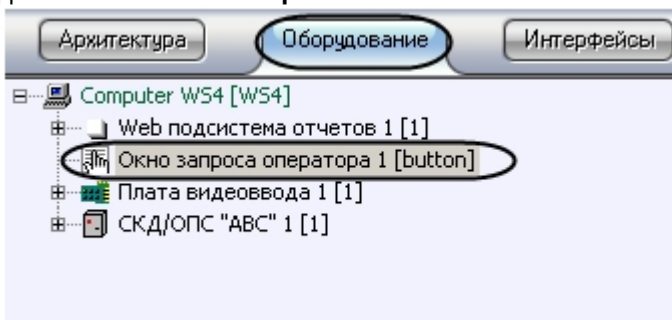 Архитектура Оборудование Интерфейсы
Computer WS4 [WS4]
Web подсистема отчетов 1 [1]
Окно запроса оператора 1 [button]
Плата видеоввода 1 [1]
СКД/ОПС "АВС" 1 [1]